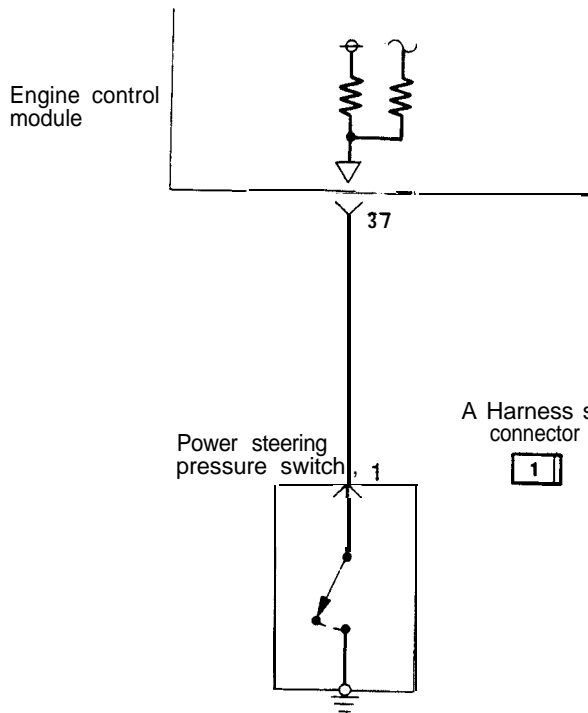 Engine control
module
37
A Harness s
connector
1
Power steering
pressure switch, 1